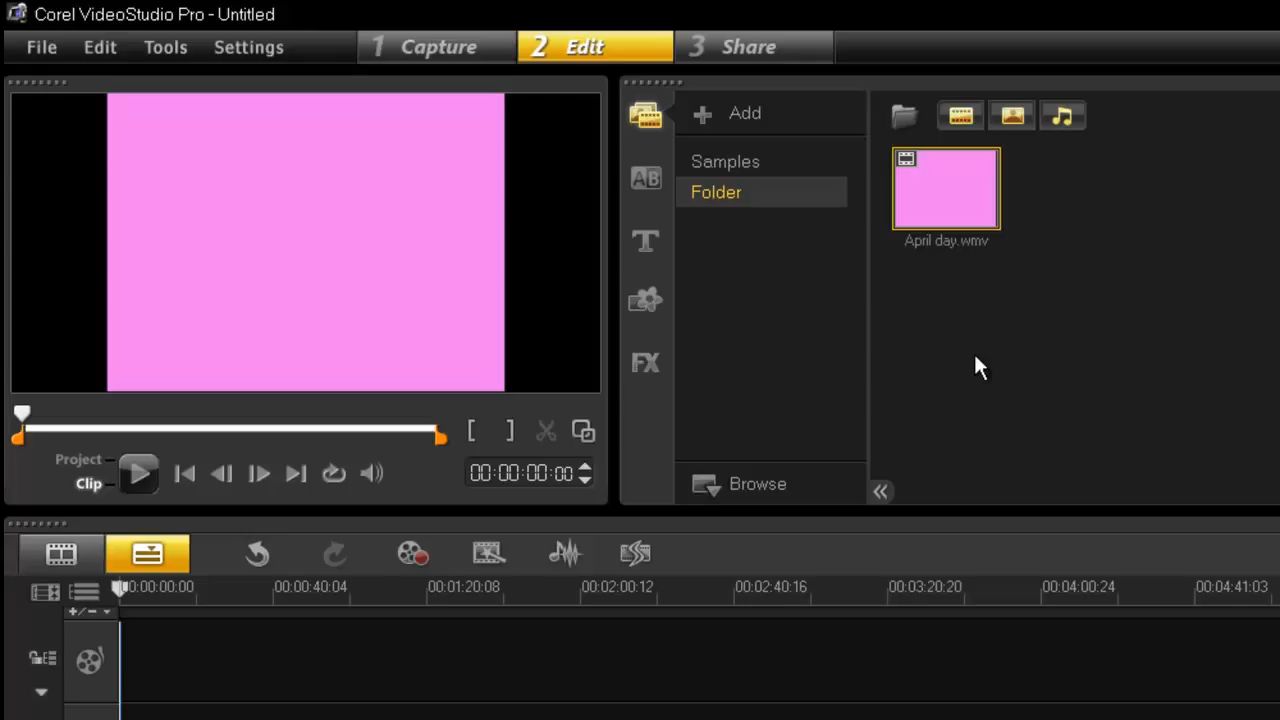 Corel VideoStudio Pro - Untitled
File Edit Tools Settings 1 Capture 2 Edit 3 Share
Add
Samples
Folder
April day.wmv
AB
T
FX
Project
Clip
00:00:00:00
Browse
00:00:00:00 00:00:40:04 00:01:20:08 00:02:00:12 00:02:40:16 00:03:20:20 00:04:00:24 00:04:41:03